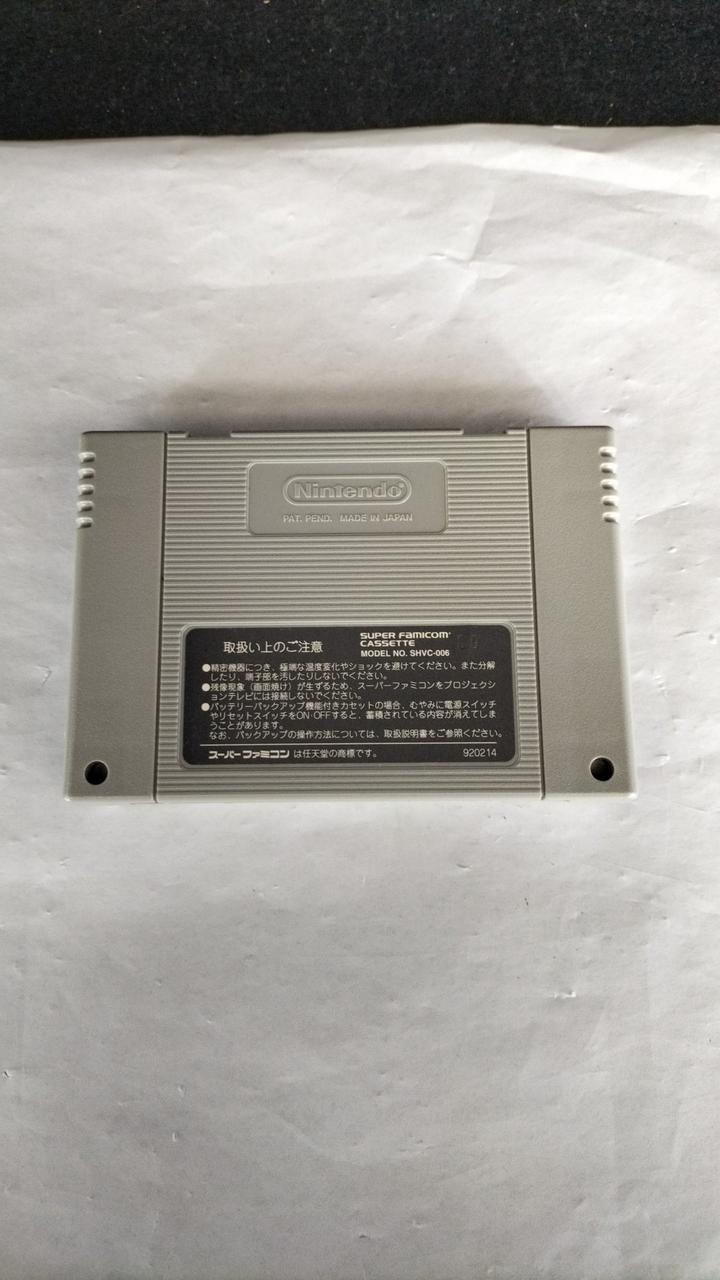 Nintendo
PAT. PEND. MADE IN JAPAN
取扱い上のご注意
SUPER Famicom
CASSETTE
MODEL NO. SHVC-006
●精密機器につき、極端な温度変化やショックを避けてください。また分解
したり、端子部を汚したりしないでください。
●残像現象（画面焼け）が生ずるため、スーパーファミコンをプロジェクシ
ョンテレビには接続しないでください。
●バッテリーバックアップ機能付きカセットの場合、むやみに電源スイッチ
やリセットスイッチをON・OFFすると、蓄積されている内容が消えてしま
うことがあります。
なお、バックアップの操作方法については、取扱説明書をご参照ください。
スーパーファミコン は任天堂の商標です。 920214